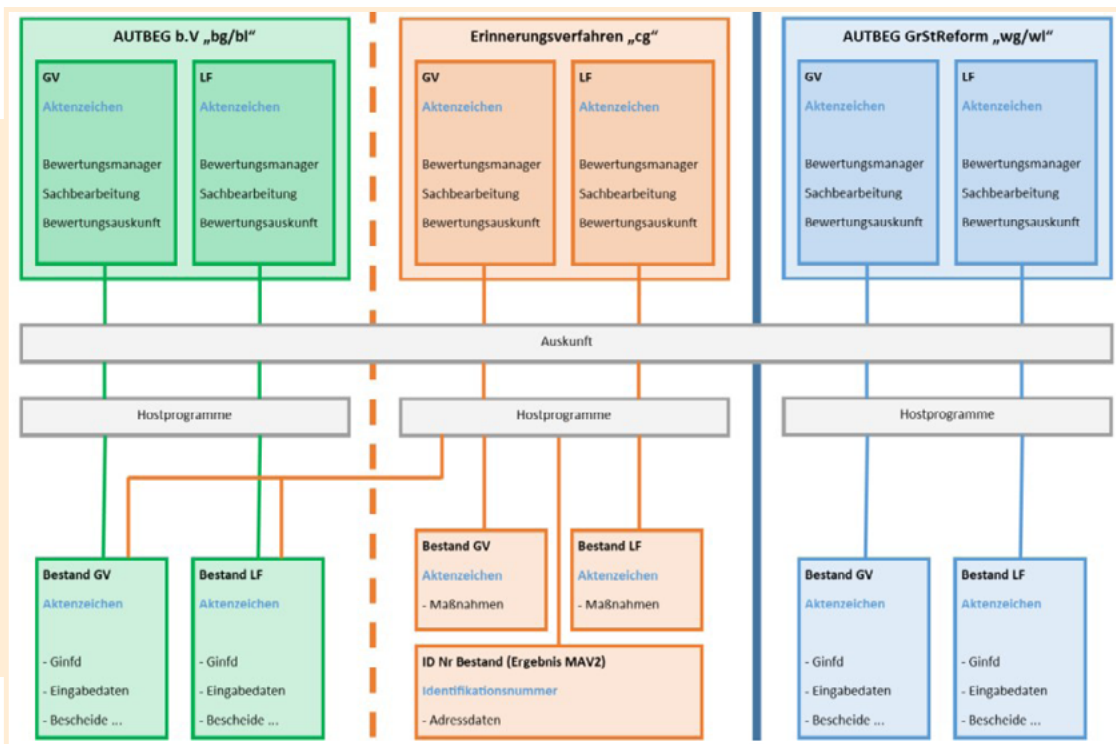 AUTBEG b.V „bg/bl“
GV
Aktenzeichen
Bewertungsmanager
Sachbearbeitung
Bewertungsauskunft
LF
Aktenzeichen
Bewertungsmanager
Sachbearbeitung
Bewertungsauskunft
Erinnerungsverfahren „cg“
GV
Aktenzeichen
Bewertungsmanager
Sachbearbeitung
Bewertungsauskunft
LF
Aktenzeichen
Bewertungsmanager
Sachbearbeitung
Bewertungsauskunft
AUTBEG GrStReform „wg/wl“
GV
Aktenzeichen
Bewertungsmanager
Sachbearbeitung
Bewertungsauskunft
LF
Aktenzeichen
Bewertungsmanager
Sachbearbeitung
Bewertungsauskunft
Auskunft
Hostprogramme
Hostprogramme
Hostprogramme
Bestand GV
Aktenzeichen
- Ginfd
- Eingabedaten
- Bescheide ...
Bestand LF
Aktenzeichen
- Ginfd
- Eingabedaten
- Bescheide ...
Bestand GV
Aktenzeichen
- Maßnahmen
Bestand LF
Aktenzeichen
- Maßnahmen
ID Nr Bestand (Ergebnis MAV2)
Identifikationsnummer
- Adressdaten
Bestand GV
Aktenzeichen
- Ginfd
- Eingabedaten
- Bescheide ...
Bestand LF
Aktenzeichen
- Ginfd
- Eingabedaten
- Bescheide ...